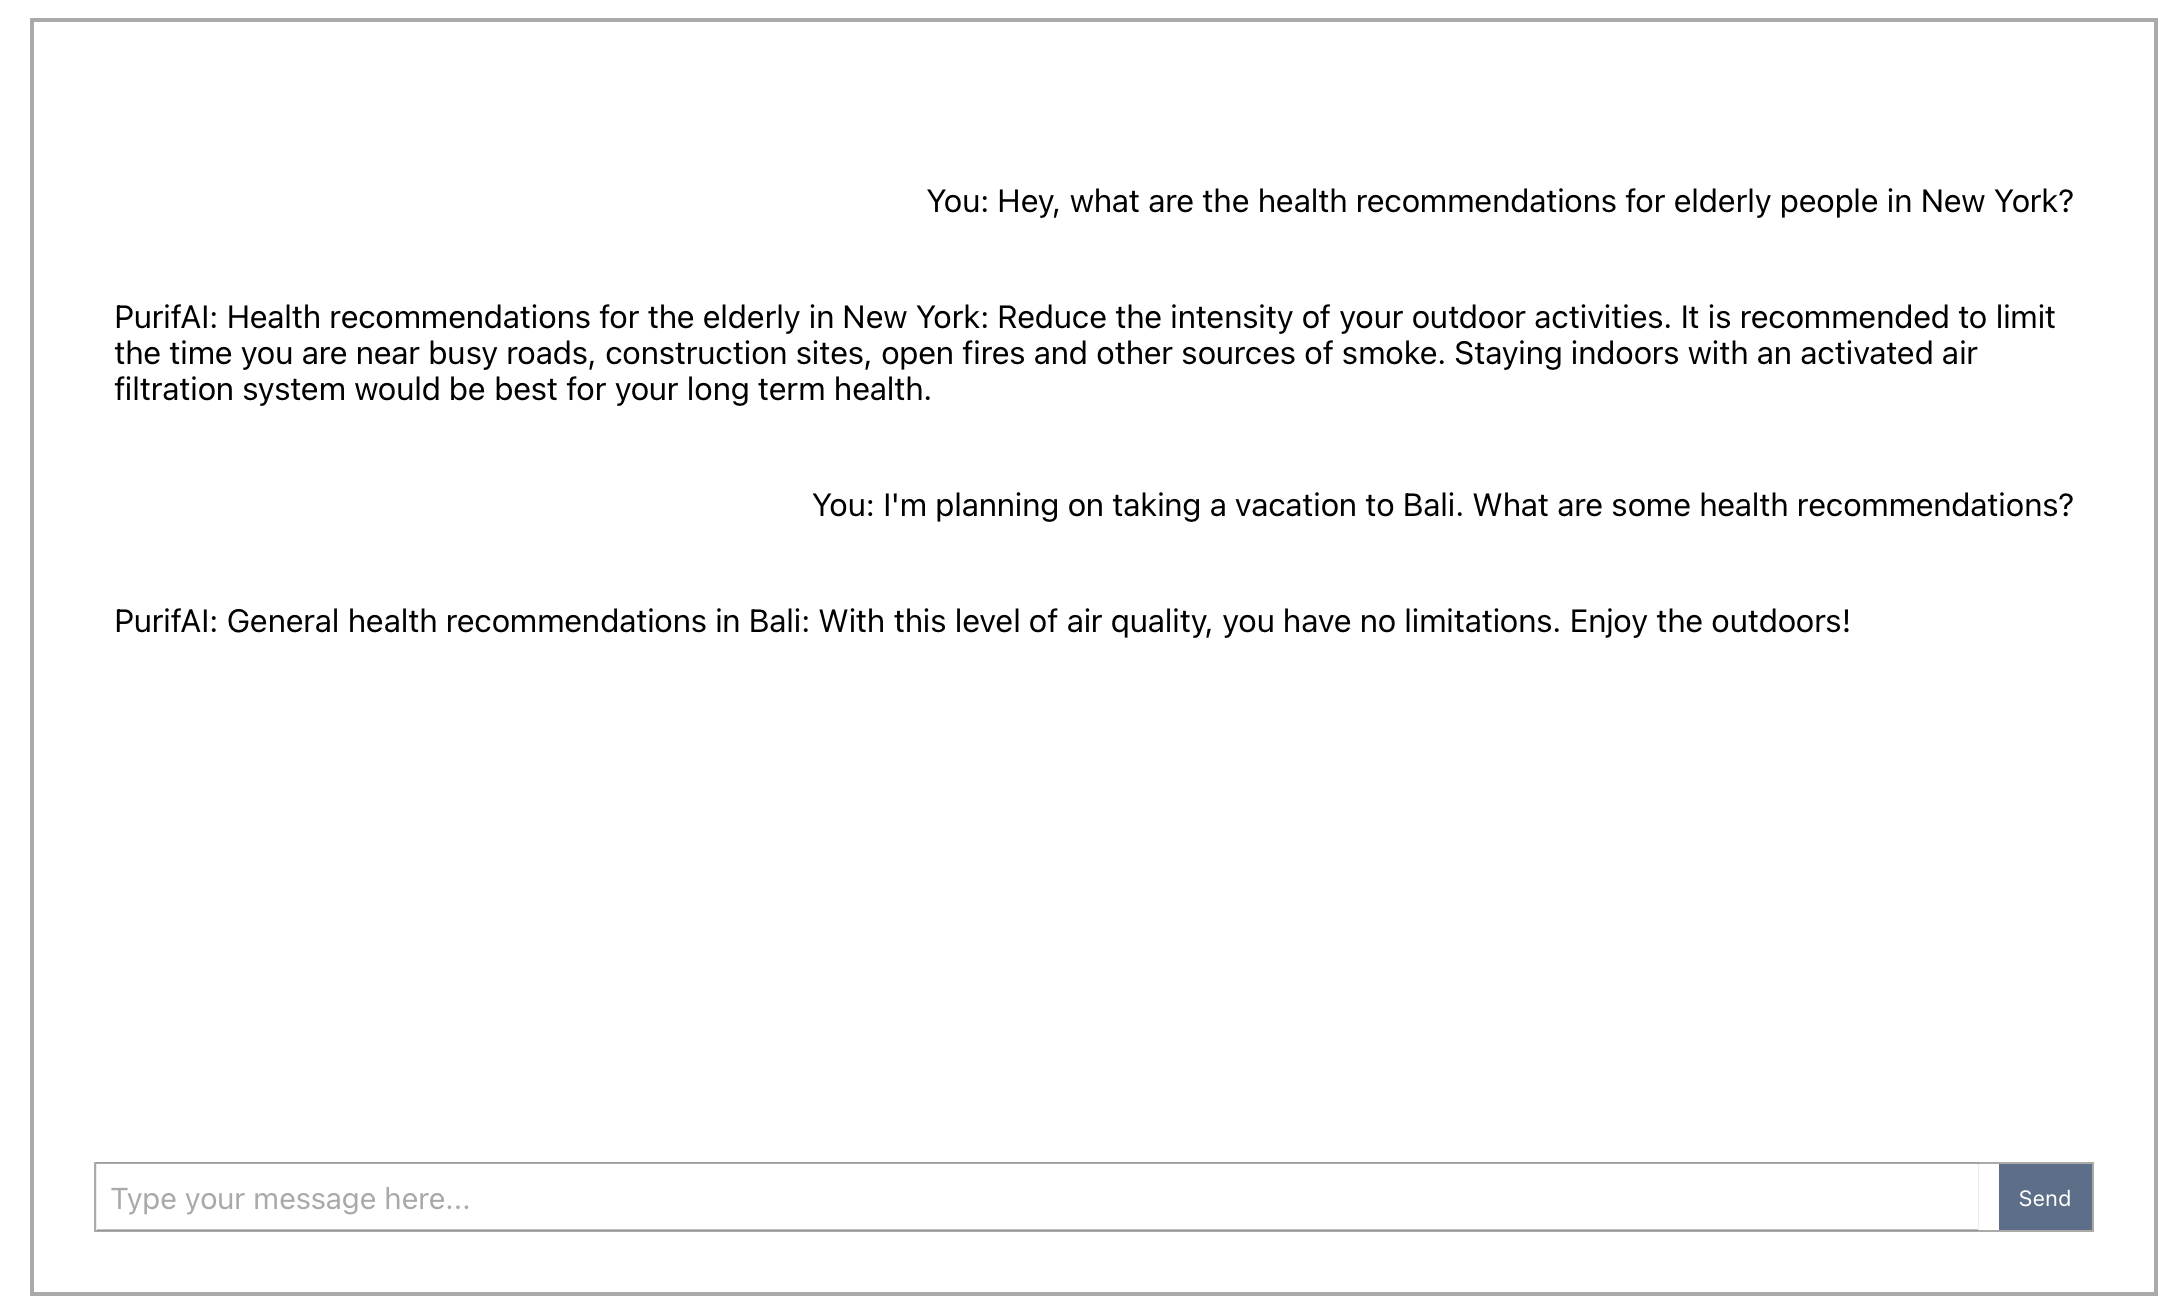 You: Hey, what are the health recommendations for elderly people in New York?
PurifAI: Health recommendations for the elderly in New York: Reduce the intensity of your outdoor activities. It is recommended to limit
the time you are near busy roads, construction sites, open fires and other sources of smoke. Staying indoors with an activated air
filtration system would be best for your long term health.
You: I'm planning on taking a vacation to Bali. What are some health recommendations?
PurifAI: General health recommendations in Bali: With this level of air quality, you have no limitations. Enjoy the outdoors!
Type your message here...
Send